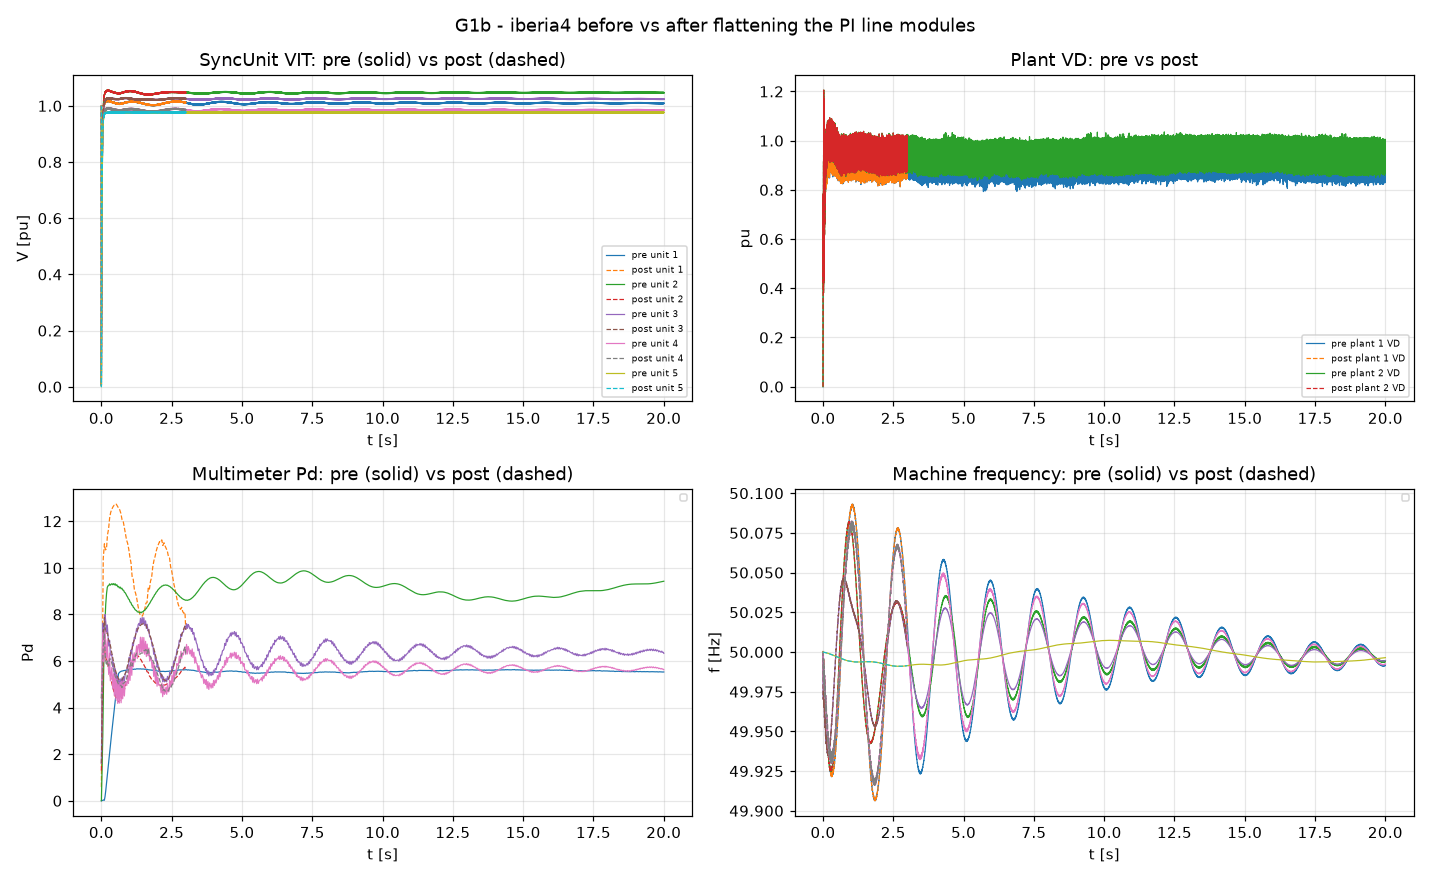 G1b - iberia4 before vs after flattening the PI line modules
SyncUnit VIT: pre (solid) vs post (dashed)
V [pu]
1.0
0.8
0.6
0.4
0.2
0.0
pre unit 1
post unit 1
pre unit 2
post unit 2
pre unit 3
post unit 3
pre unit 4
post unit 4
pre unit 5
post unit 5
0.0 2.5 5.0 7.5 10.0 12.5 15.0 17.5 20.0
t [s]
Plant VD: pre vs post
pu
1.2
1.0
0.8
0.6
0.4
0.2
0.0
pre plant 1 VD
post plant 1 VD
pre plant 2 VD
post plant 2 VD
0.0 2.5 5.0 7.5 10.0 12.5 15.0 17.5 20.0
t [s]
Multimeter Pd: pre (solid) vs post (dashed)
Pd
12
10
8
6
4
2
0
0.0 2.5 5.0 7.5 10.0 12.5 15.0 17.5 20.0
t [s]
Machine frequency: pre (solid) vs post (dashed)
f [Hz]
50.100
50.075
50.050
50.025
50.000
49.975
49.950
49.925
49.900
0.0 2.5 5.0 7.5 10.0 12.5 15.0 17.5 20.0
t [s]